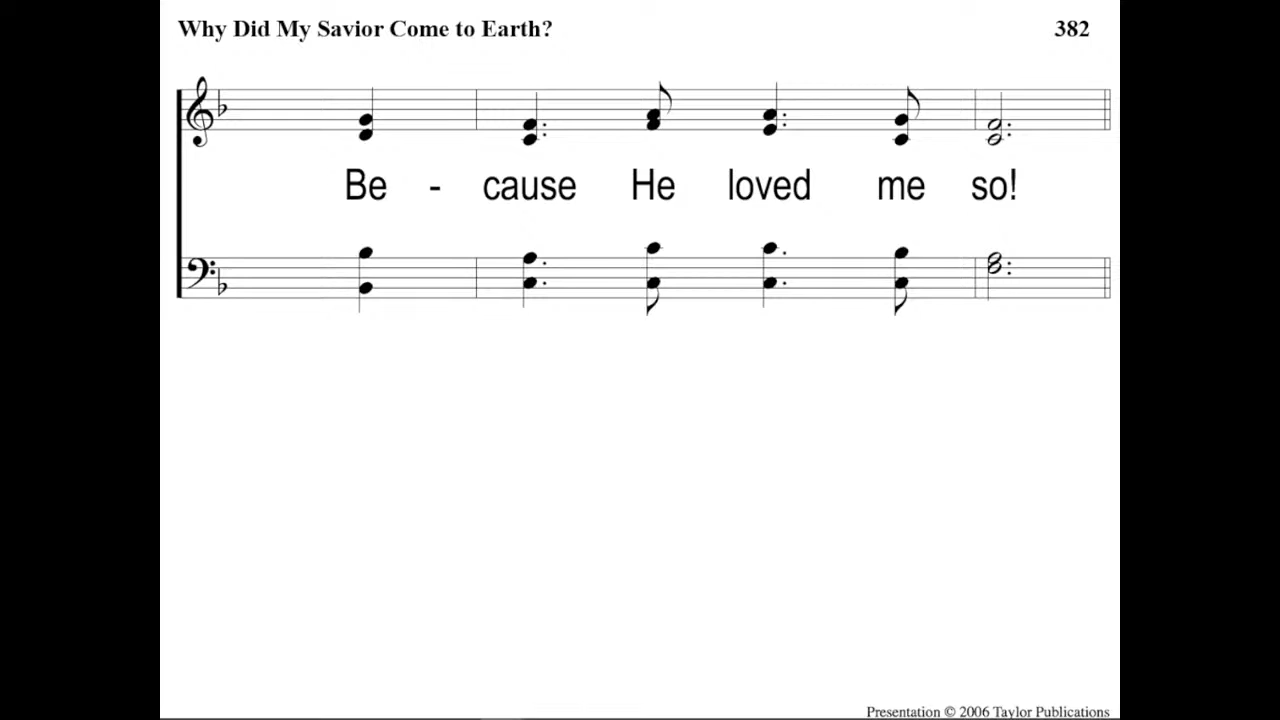 Why Did My Savior Come to Earth? 382
Be - cause He loved me so!
Presentation © 2006 Taylor Publications